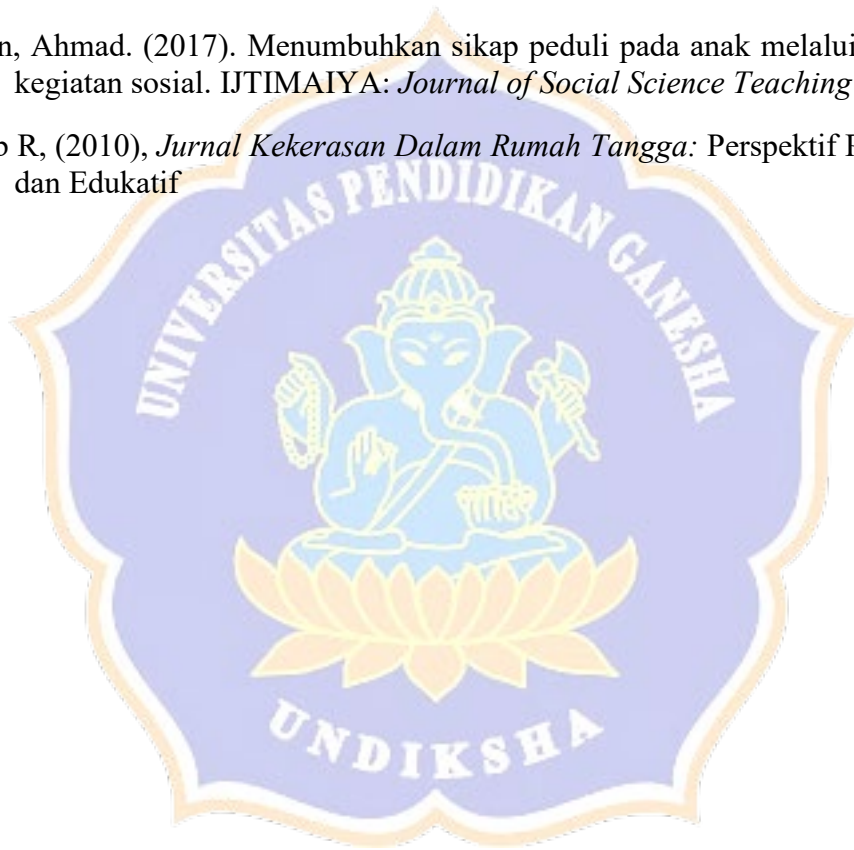 n, Ahmad. (2017). Menumbuhkan sikap peduli pada anak melalui
kegiatan sosial. IJTIMAIYA: Journal of Social Science Teaching
R, (2010), Jurnal Kekerasan Dalam Rumah Tangga: Perspektif
dan Edukatif
UNIVERSITAS PENDIDIKAN GANESHA
UNDIKSHA